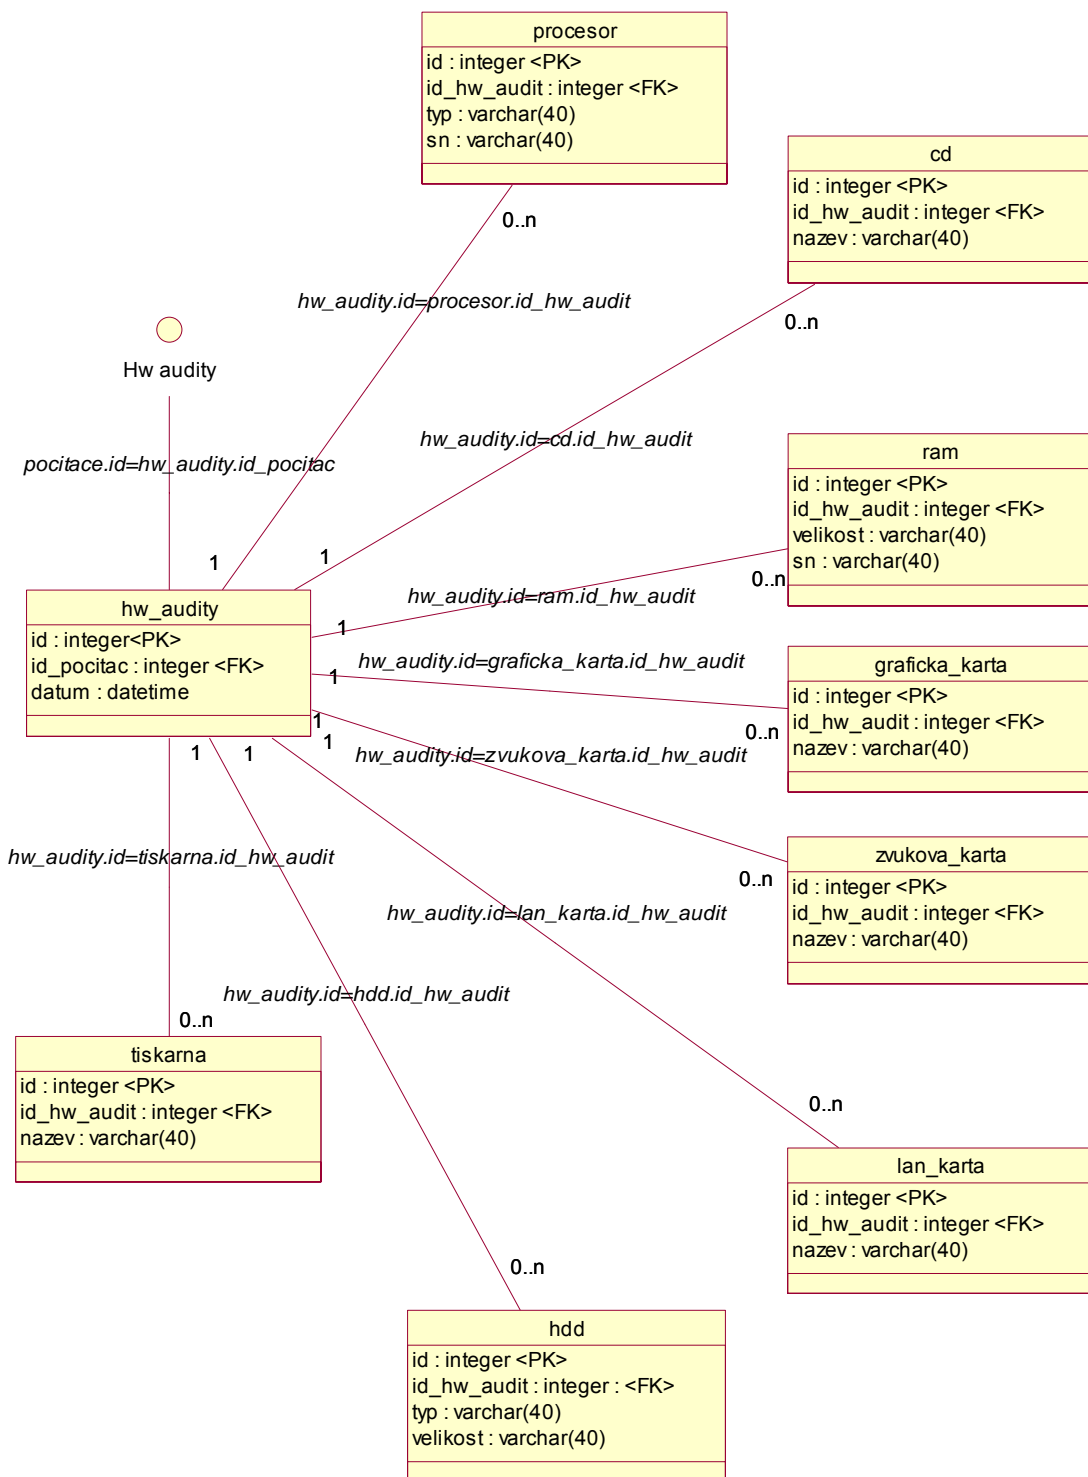 procesor
id : integer <PK>
id_hw_audit : integer <FK>
typ : varchar(40)
sn : varchar(40)
0..n
hw_audity.id=procesor.id_hw_audit
cd
id : integer <PK>
id_hw_audit : integer <FK>
nazev : varchar(40)
0..n
hw_audity.id=cd.id_hw_audit
Hw audity
pocitace.id=hw_audity.id_pocitac
ram
id : integer <PK>
id_hw_audit : integer <FK>
velikost : varchar(40)
sn : varchar(40)
0..n
hw_audity.id=ram.id_hw_audit
1
1
1
hw_audity
id : integer<PK>
id_pocitac : integer <FK>
datum : datetime
hw_audity.id=graficka_karta.id_hw_audit
1
graficka_karta
id : integer <PK>
id_hw_audit : integer <FK>
nazev : varchar(40)
0..n
1
1
1
1
hw_audity.id=zvukova_karta.id_hw_audit
zvukova_karta
id : integer <PK>
id_hw_audit : integer <FK>
nazev : varchar(40)
0..n
hw_audity.id=tiskarna.id_hw_audit
hw_audity.id=lan_karta.id_hw_audit
hw_audity.id=hdd.id_hw_audit
0..n
tiskarna
id : integer <PK>
id_hw_audit : integer <FK>
nazev : varchar(40)
0..n
lan_karta
id : integer <PK>
id_hw_audit : integer <FK>
nazev : varchar(40)
0..n
hdd
id : integer <PK>
id_hw_audit : integer : <FK>
typ : varchar(40)
velikost : varchar(40)